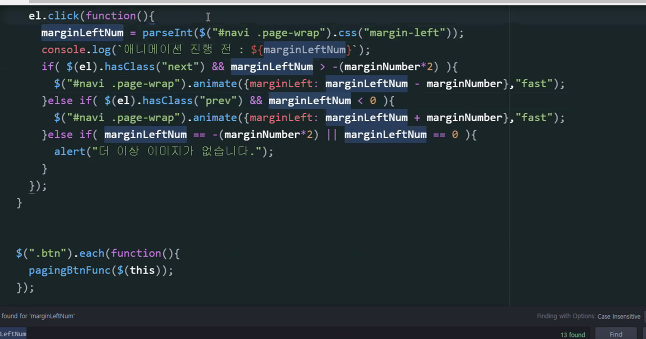 el.click(function(){
marginLeftNum = parseInt($("#navi .page-wrap").css("margin-left"));
console.log(`애니메이션 진행 전 : ${marginLeftNum}`);
if( $(el).hasClass("next") && marginLeftNum > -(marginNumber*2) ){
$("#navi .page-wrap").animate({marginLeft: marginLeftNum - marginNumber},"fast");
}else if( $(el).hasClass("prev") && marginLeftNum < 0 ){
$("#navi .page-wrap").animate({marginLeft: marginLeftNum + marginNumber},"fast");
}else if( marginLeftNum == -(marginNumber*2) || marginLeftNum == 0 ){
alert("더 이상 이미지가 없습니다.");
}
});
}
$(".btn").each(function(){
pagingBtnFunc($(this));
});
found for 'marginLeftNum'
Finding with Options: Case Insensitive
LeftNum
13 found
Find